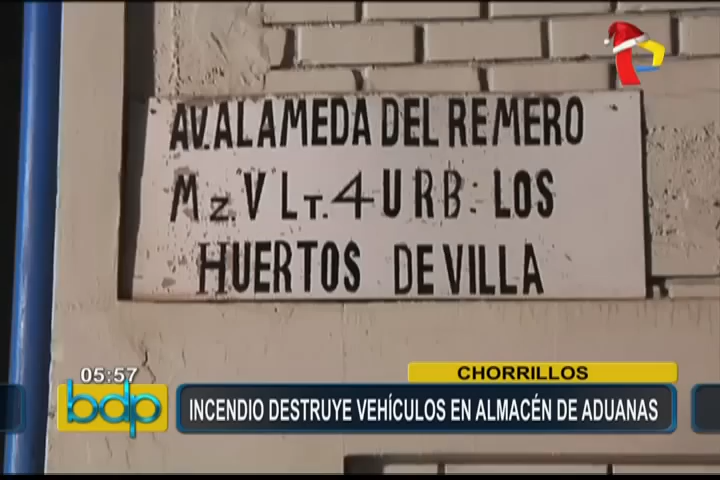 AV.ALAMEDA DEL REMERO
Mz.V LT.4 URB: LOS
HUERTOS DE VILLA
CHORRILLOS
05:57
bdp
INCENDIO DESTRUYE VEHÍCULOS EN ALMACÉN DE ADUANAS